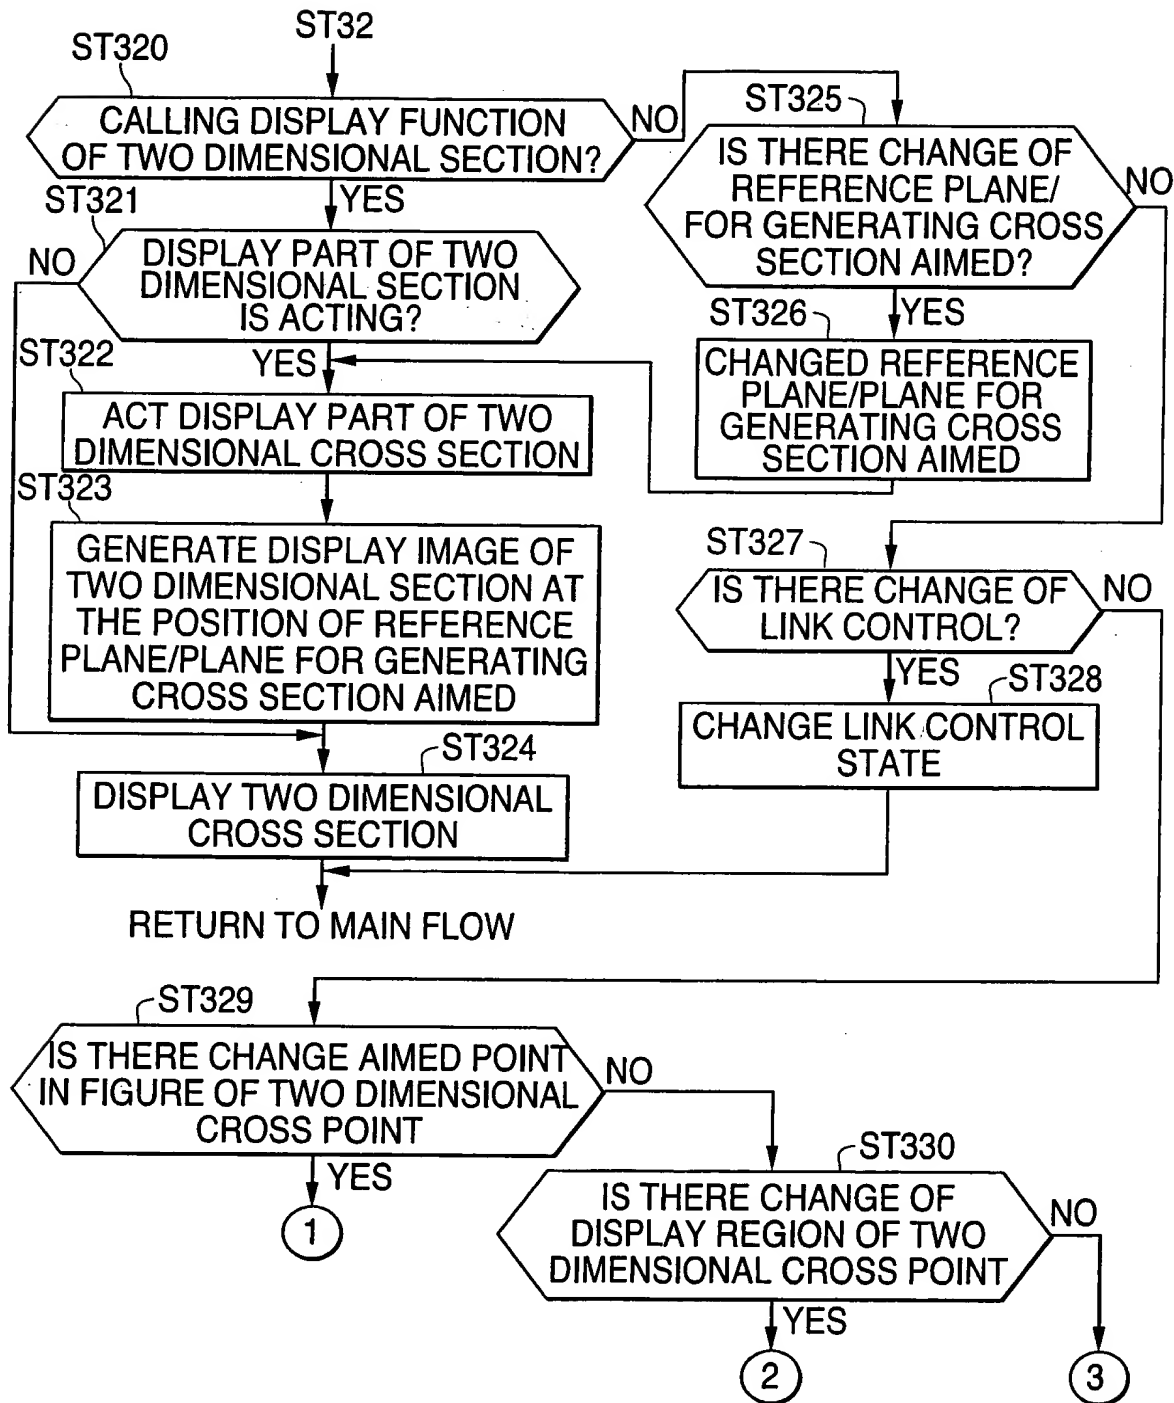 ST32
ST320
CALLING DISPLAY FUNCTION
OF TWO DIMENSIONAL SECTION?
NO
YES
ST321
NO
DISPLAY PART OF TWO
DIMENSIONAL SECTION
IS ACTING?
YES
ST322
ACT DISPLAY PART OF TWO
DIMENSIONAL CROSS SECTION
ST323
GENERATE DISPLAY IMAGE OF
TWO DIMENSIONAL SECTION AT
THE POSITION OF REFERENCE
PLANE/PLANE FOR GENERATING
CROSS SECTION AIMED
ST324
DISPLAY TWO DIMENSIONAL
CROSS SECTION
RETURN TO MAIN FLOW
ST325
IS THERE CHANGE OF
REFERENCE PLANE/
FOR GENERATING CROSS
SECTION AIMED?
NO
YES
ST326
CHANGED REFERENCE
PLANE/PLANE FOR
GENERATING CROSS
SECTION AIMED
ST327
IS THERE CHANGE OF
LINK CONTROL?
NO
YES
ST328
CHANGE LINK CONTROL
STATE
ST329
IS THERE CHANGE AIMED POINT
IN FIGURE OF TWO DIMENSIONAL
CROSS POINT
NO
YES
1
ST330
IS THERE CHANGE OF
DISPLAY REGION OF TWO
DIMENSIONAL CROSS POINT
NO
YES
2
3